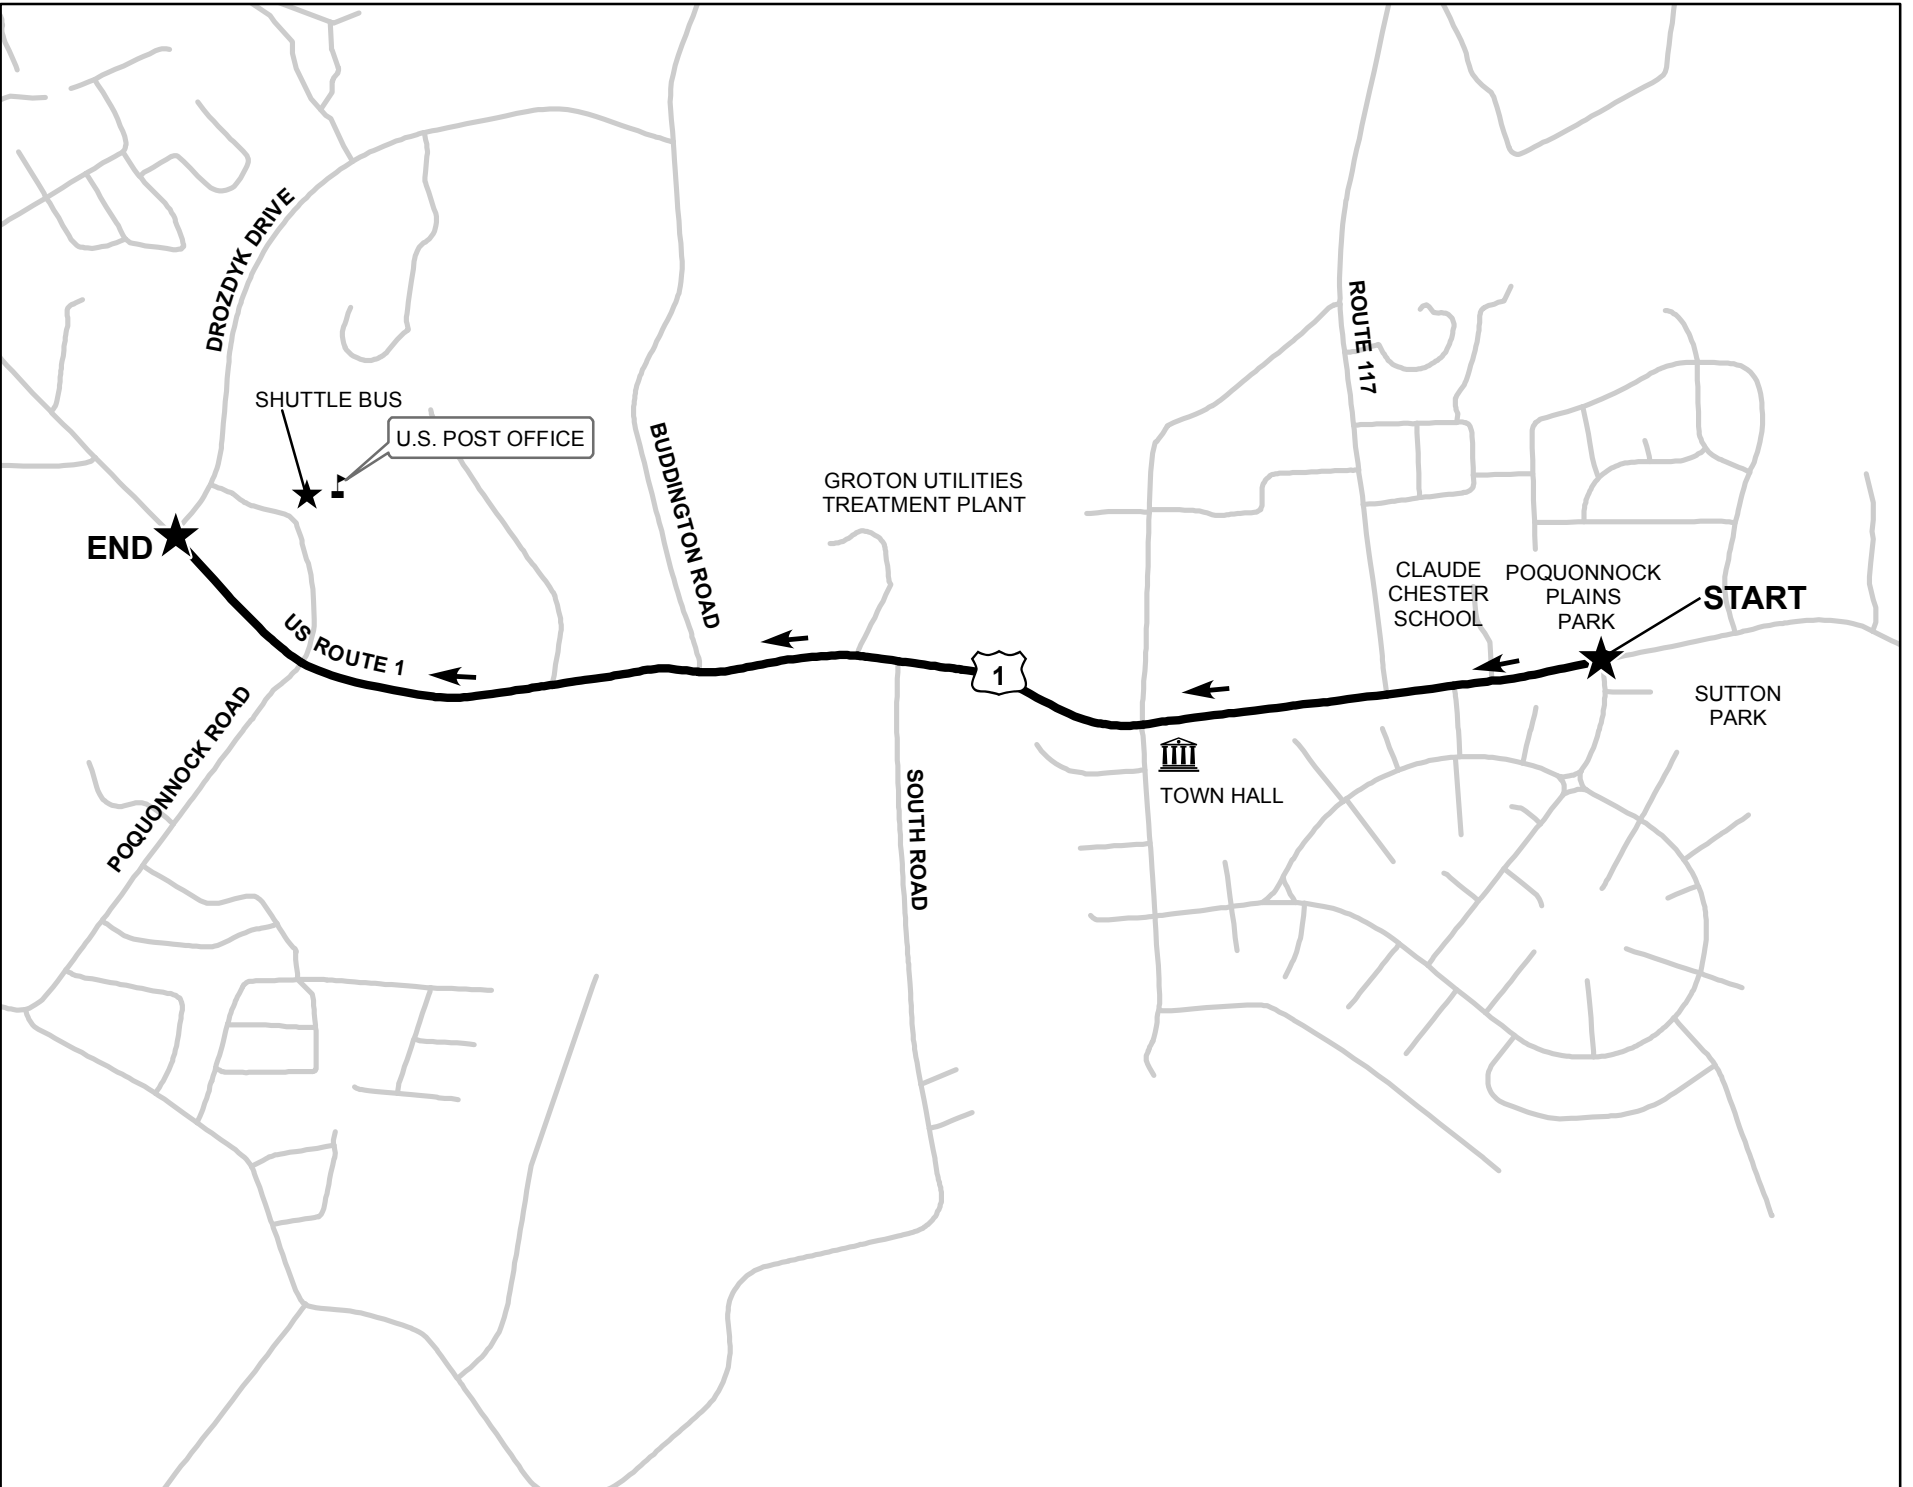 DROZDYK DRIVE
ROUTE 117
SHUTTLE BUS
U.S. POST OFFICE
BUDDINGTON ROAD
GROTON UTILITIES
TREATMENT PLANT
END
CLAUDE
CHESTER
SCHOOL
POQUONNOCK
PLAINS
PARK
START
US ROUTE 1
1
SUTTON
PARK
POQUONNOCK ROAD
SOUTH ROAD
TOWN HALL